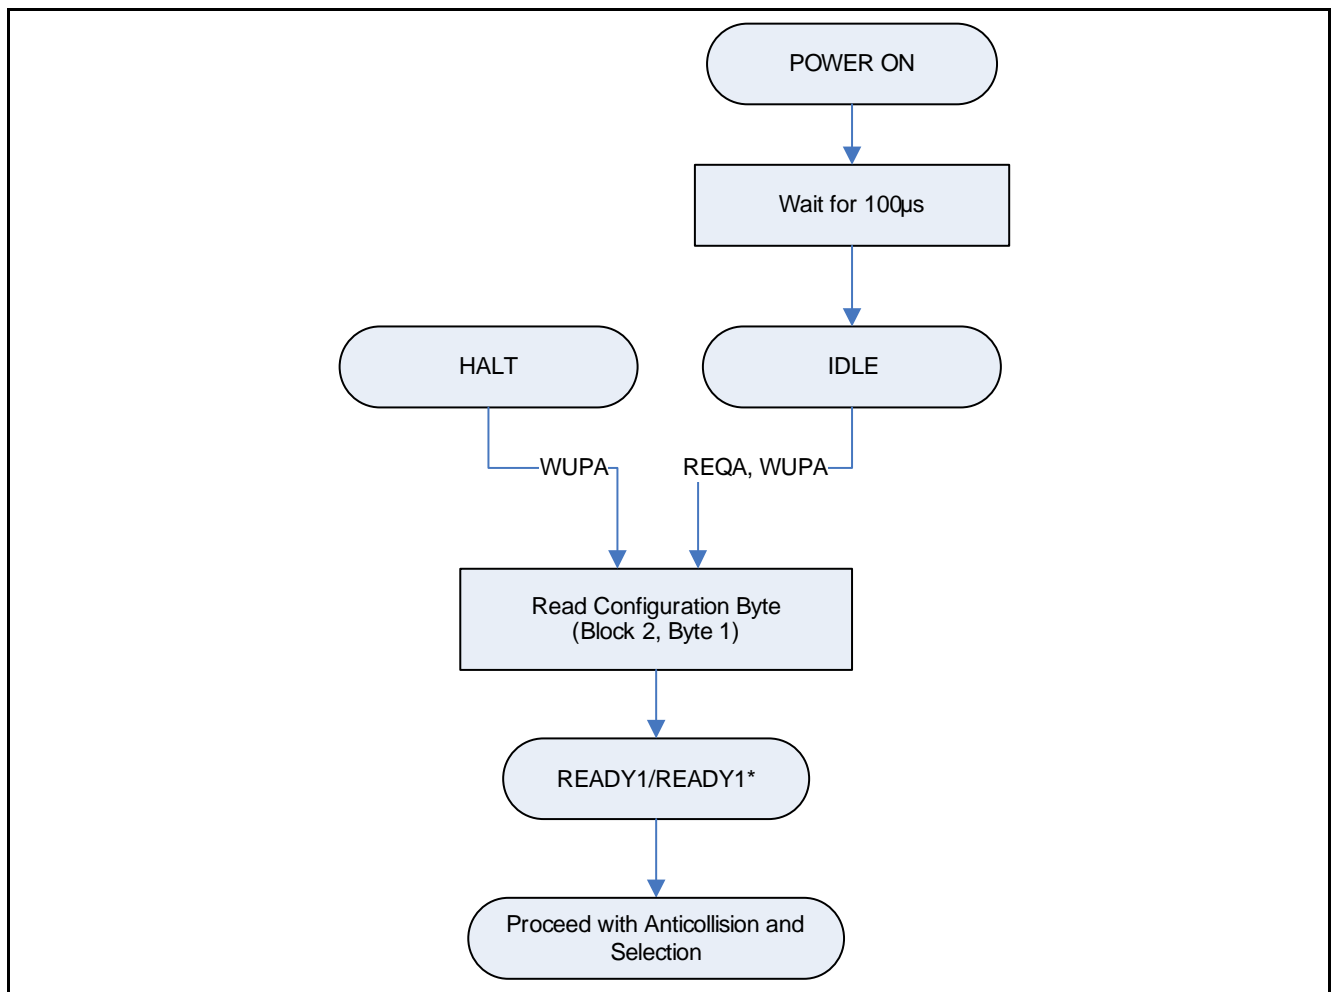 POWER ON
Wait for 100µs
HALT
IDLE
WUPA
REQA, WUPA
Read Configuration Byte
(Block 2, Byte 1)
READY1/READY1*
Proceed with Anticollision and
Selection